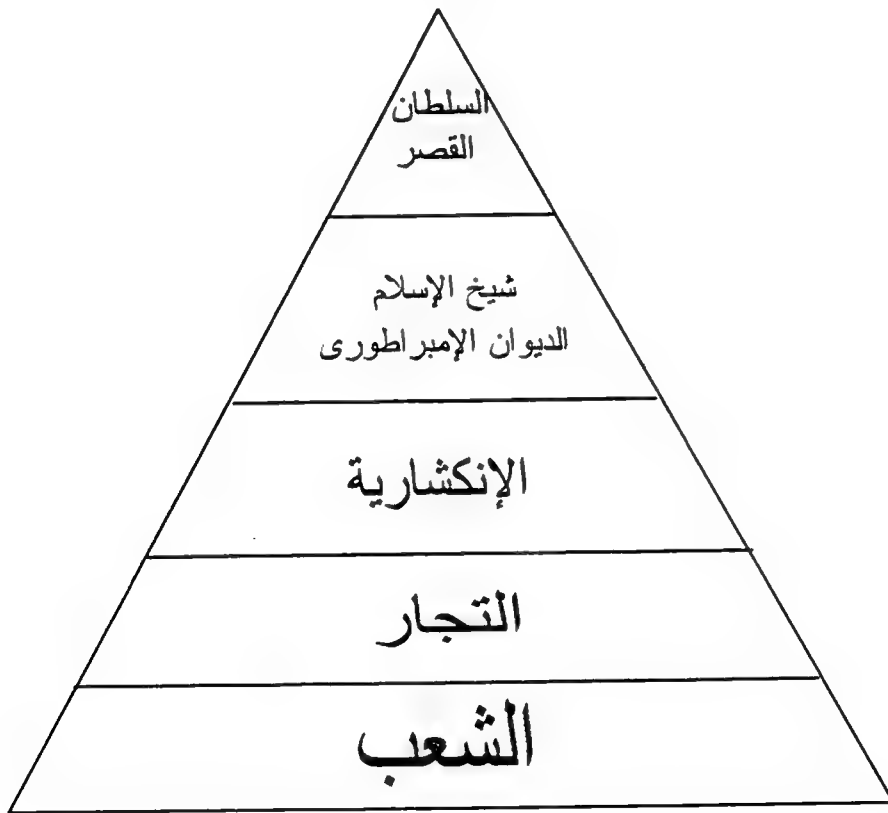 السلطان
القصر
شيخ الإسلام
الديوان الإمبراطورى
الإنكشارية
التجار
الشعب